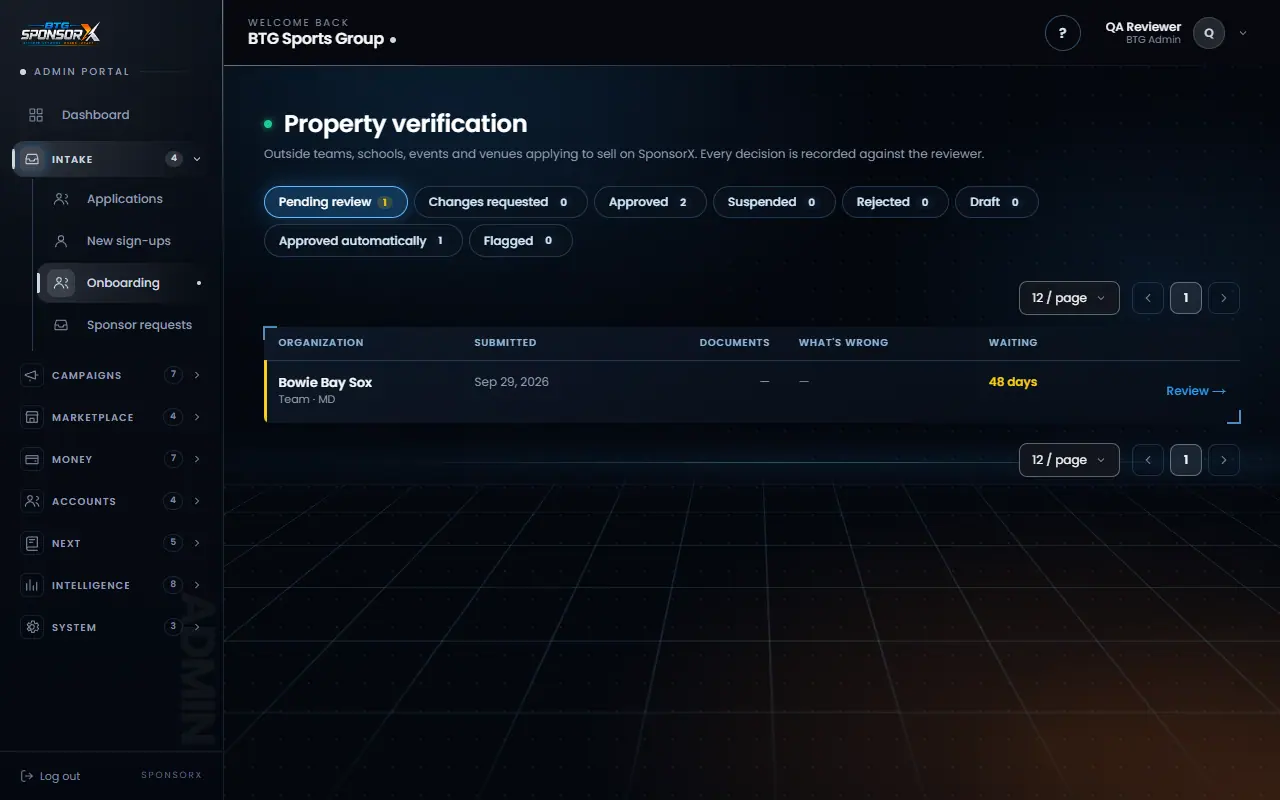 BTG
SPONSORX
ADMIN PORTAL
Dashboard
INTAKE 4
Applications
New sign-ups
Onboarding
Sponsor requests
CAMPAIGNS 7
MARKETPLACE 4
MONEY 7
ACCOUNTS 4
NEXT 5
INTELLIGENCE 8
SYSTEM 3
ADMIN
Log out SPONSORX
WELCOME BACK
BTG Sports Group
?
QA Reviewer
BTG Admin
Q
Property verification
Outside teams, schools, events and venues applying to sell on SponsorX. Every decision is recorded against the reviewer.
Pending review 1 Changes requested 0 Approved 2 Suspended 0 Rejected 0 Draft 0
Approved automatically 1 Flagged 0
12 / page 1
ORGANIZATION SUBMITTED DOCUMENTS WHAT'S WRONG WAITING
Bowie Bay Sox Sep 29, 2026 — — 48 days
Team · MD
Review →
12 / page 1